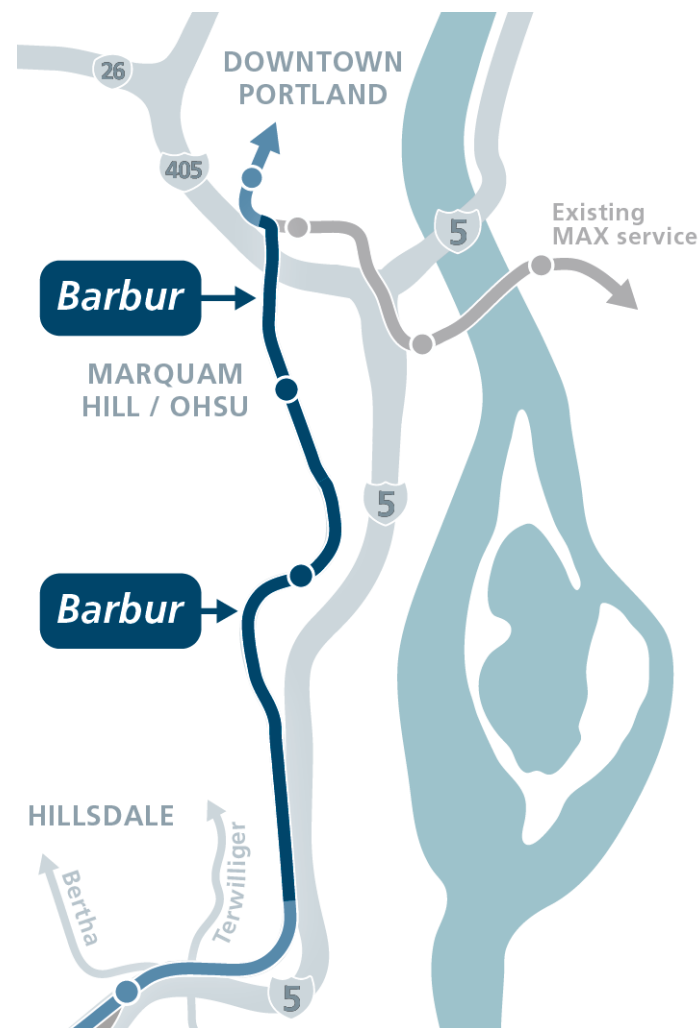 26
DOWNTOWN
PORTLAND
405
5
Existing
MAX service
Barbur
MARQUAM
HILL / OHSU
5
Barbur
HILLSDALE
Bertha
Terwilliger
5